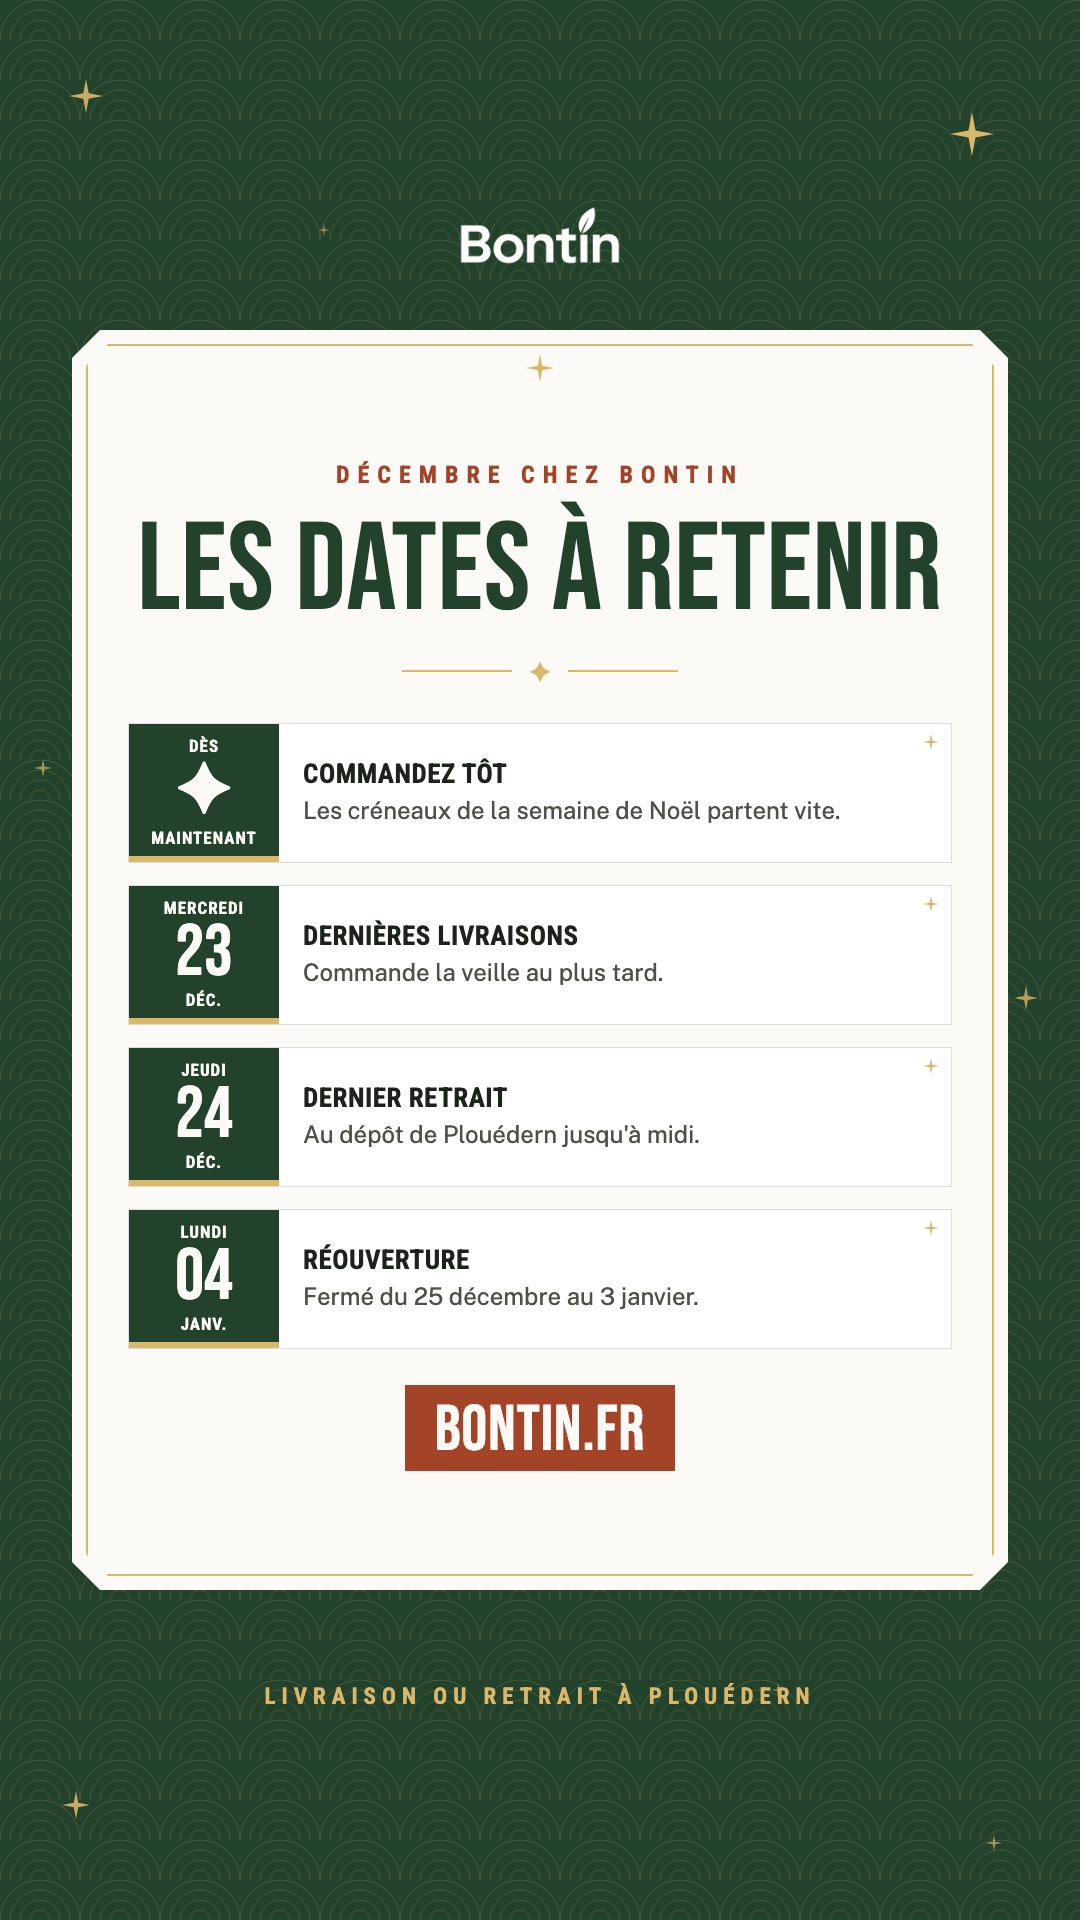 Bontin
DÉCEMBRE CHEZ BONTIN
LES DATES À RETENIR
DÈS
MAINTENANT
COMMANDEZ TÔT
Les créneaux de la semaine de Noël partent vite.
MERCREDI
23
DÉC.
DERNIÈRES LIVRAISONS
Commande la veille au plus tard.
JEUDI
24
DÉC.
DERNIER RETRAIT
Au dépôt de Plouédern jusqu'à midi.
LUNDI
04
JANV.
RÉOUVERTURE
Fermé du 25 décembre au 3 janvier.
BONTIN.FR
LIVRAISON OU RETRAIT À PLOUÉDERN